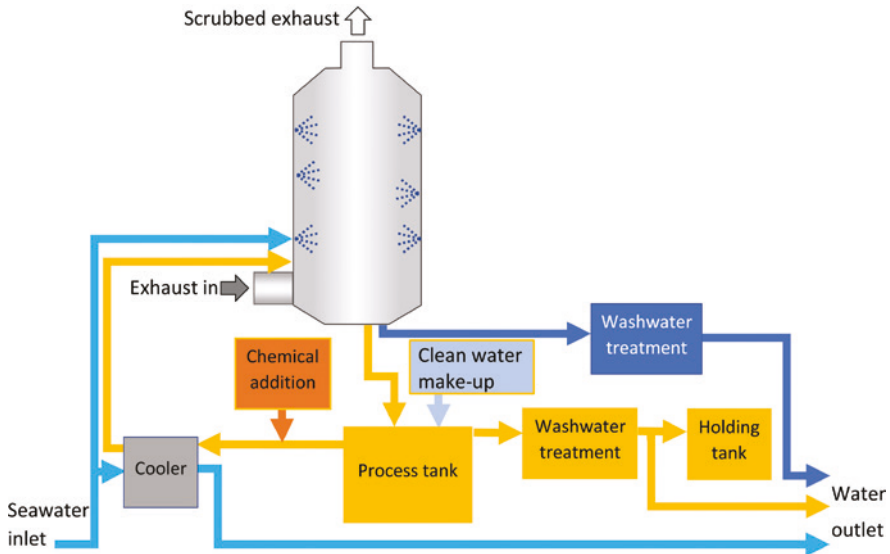 Scrubbed exhaust
Exhaust in
Washwater
treatment
Chemical
addition
Clean water
make-up
Cooler
Process tank
Washwater
treatment
Holding
tank
Seawater
inlet
Water
outlet